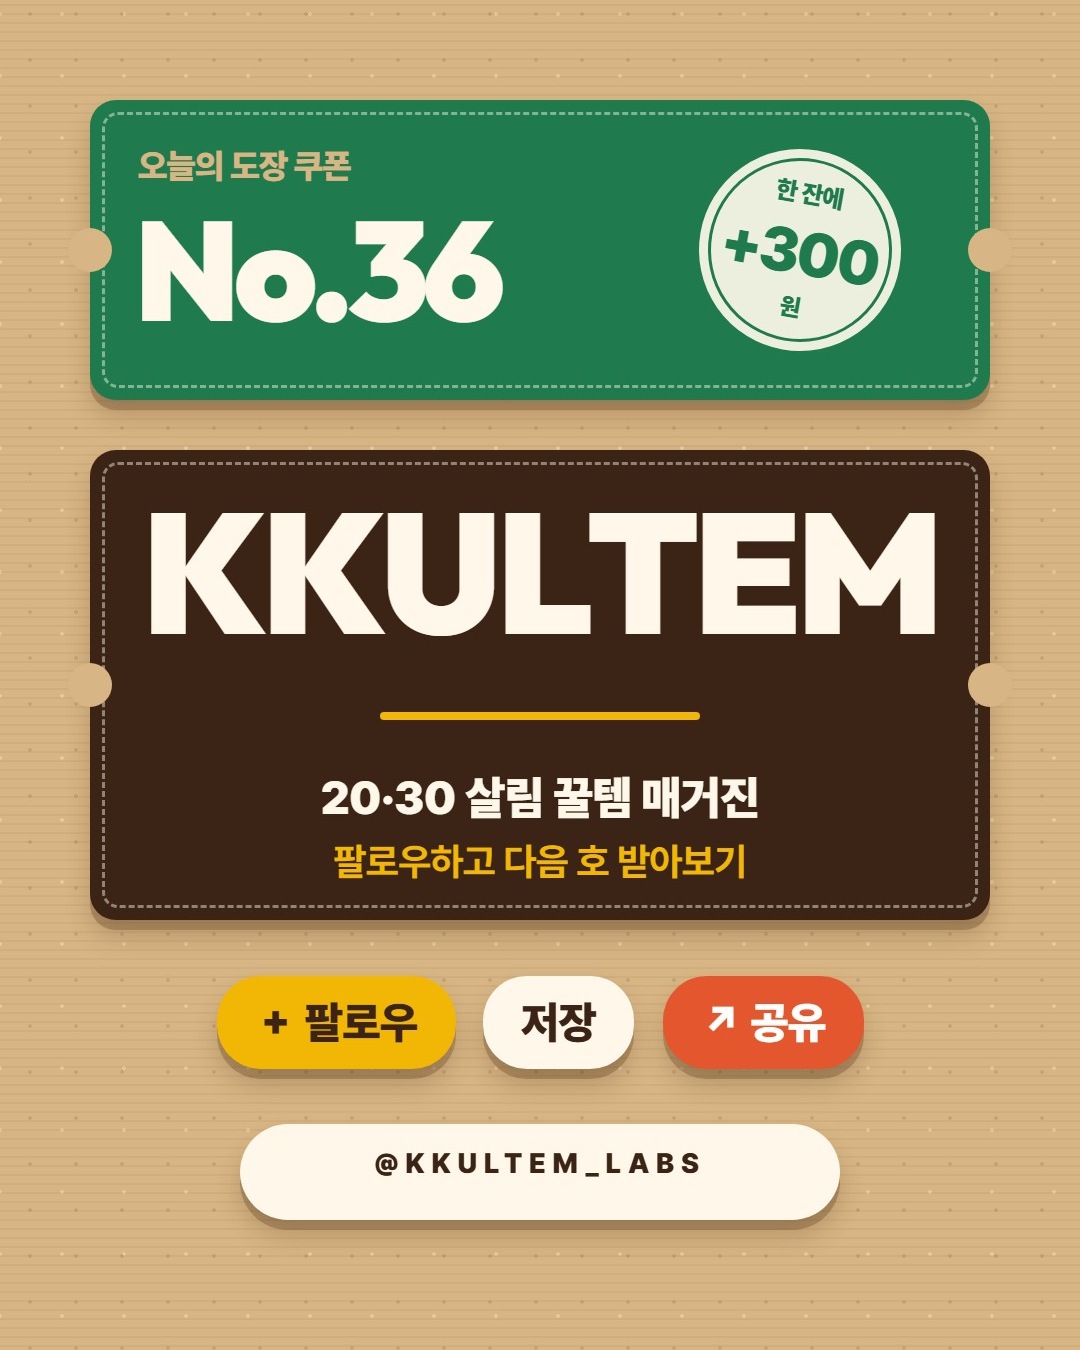 오늘의 도장 쿠폰
No.36
한 잔에
+300
원
KKULTEM
20·30 살림 꿀템 매거진
팔로우하고 다음 호 받아보기
+ 팔로우
저장
↗ 공유
@KKULTEM_LABS